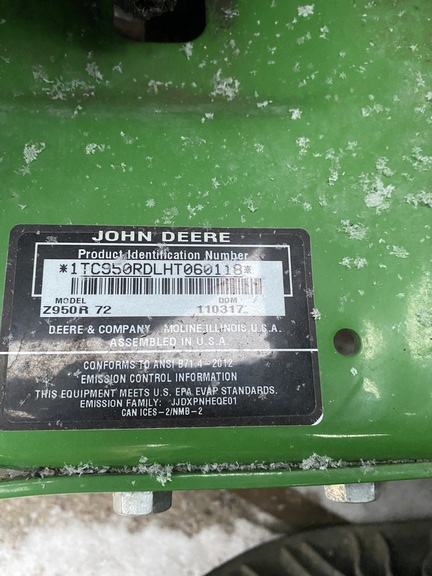 JOHN DEERE
Product Identification Number
*1TC950RDLHT060118*
MODEL DOM
Z950R 72 110317
DEERE & COMPANY MOLINE, ILLINOIS U.S.A.
ASSEMBLED IN U.S.A.
CONFORMS TO ANSI B71.4-2012
EMISSION CONTROL INFORMATION
THIS EQUIPMENT MEETS U.S. EPA EVAP STANDARDS.
EMISSION FAMILY: JJDXPNHEQE01
CAN ICES-2/NMB-2